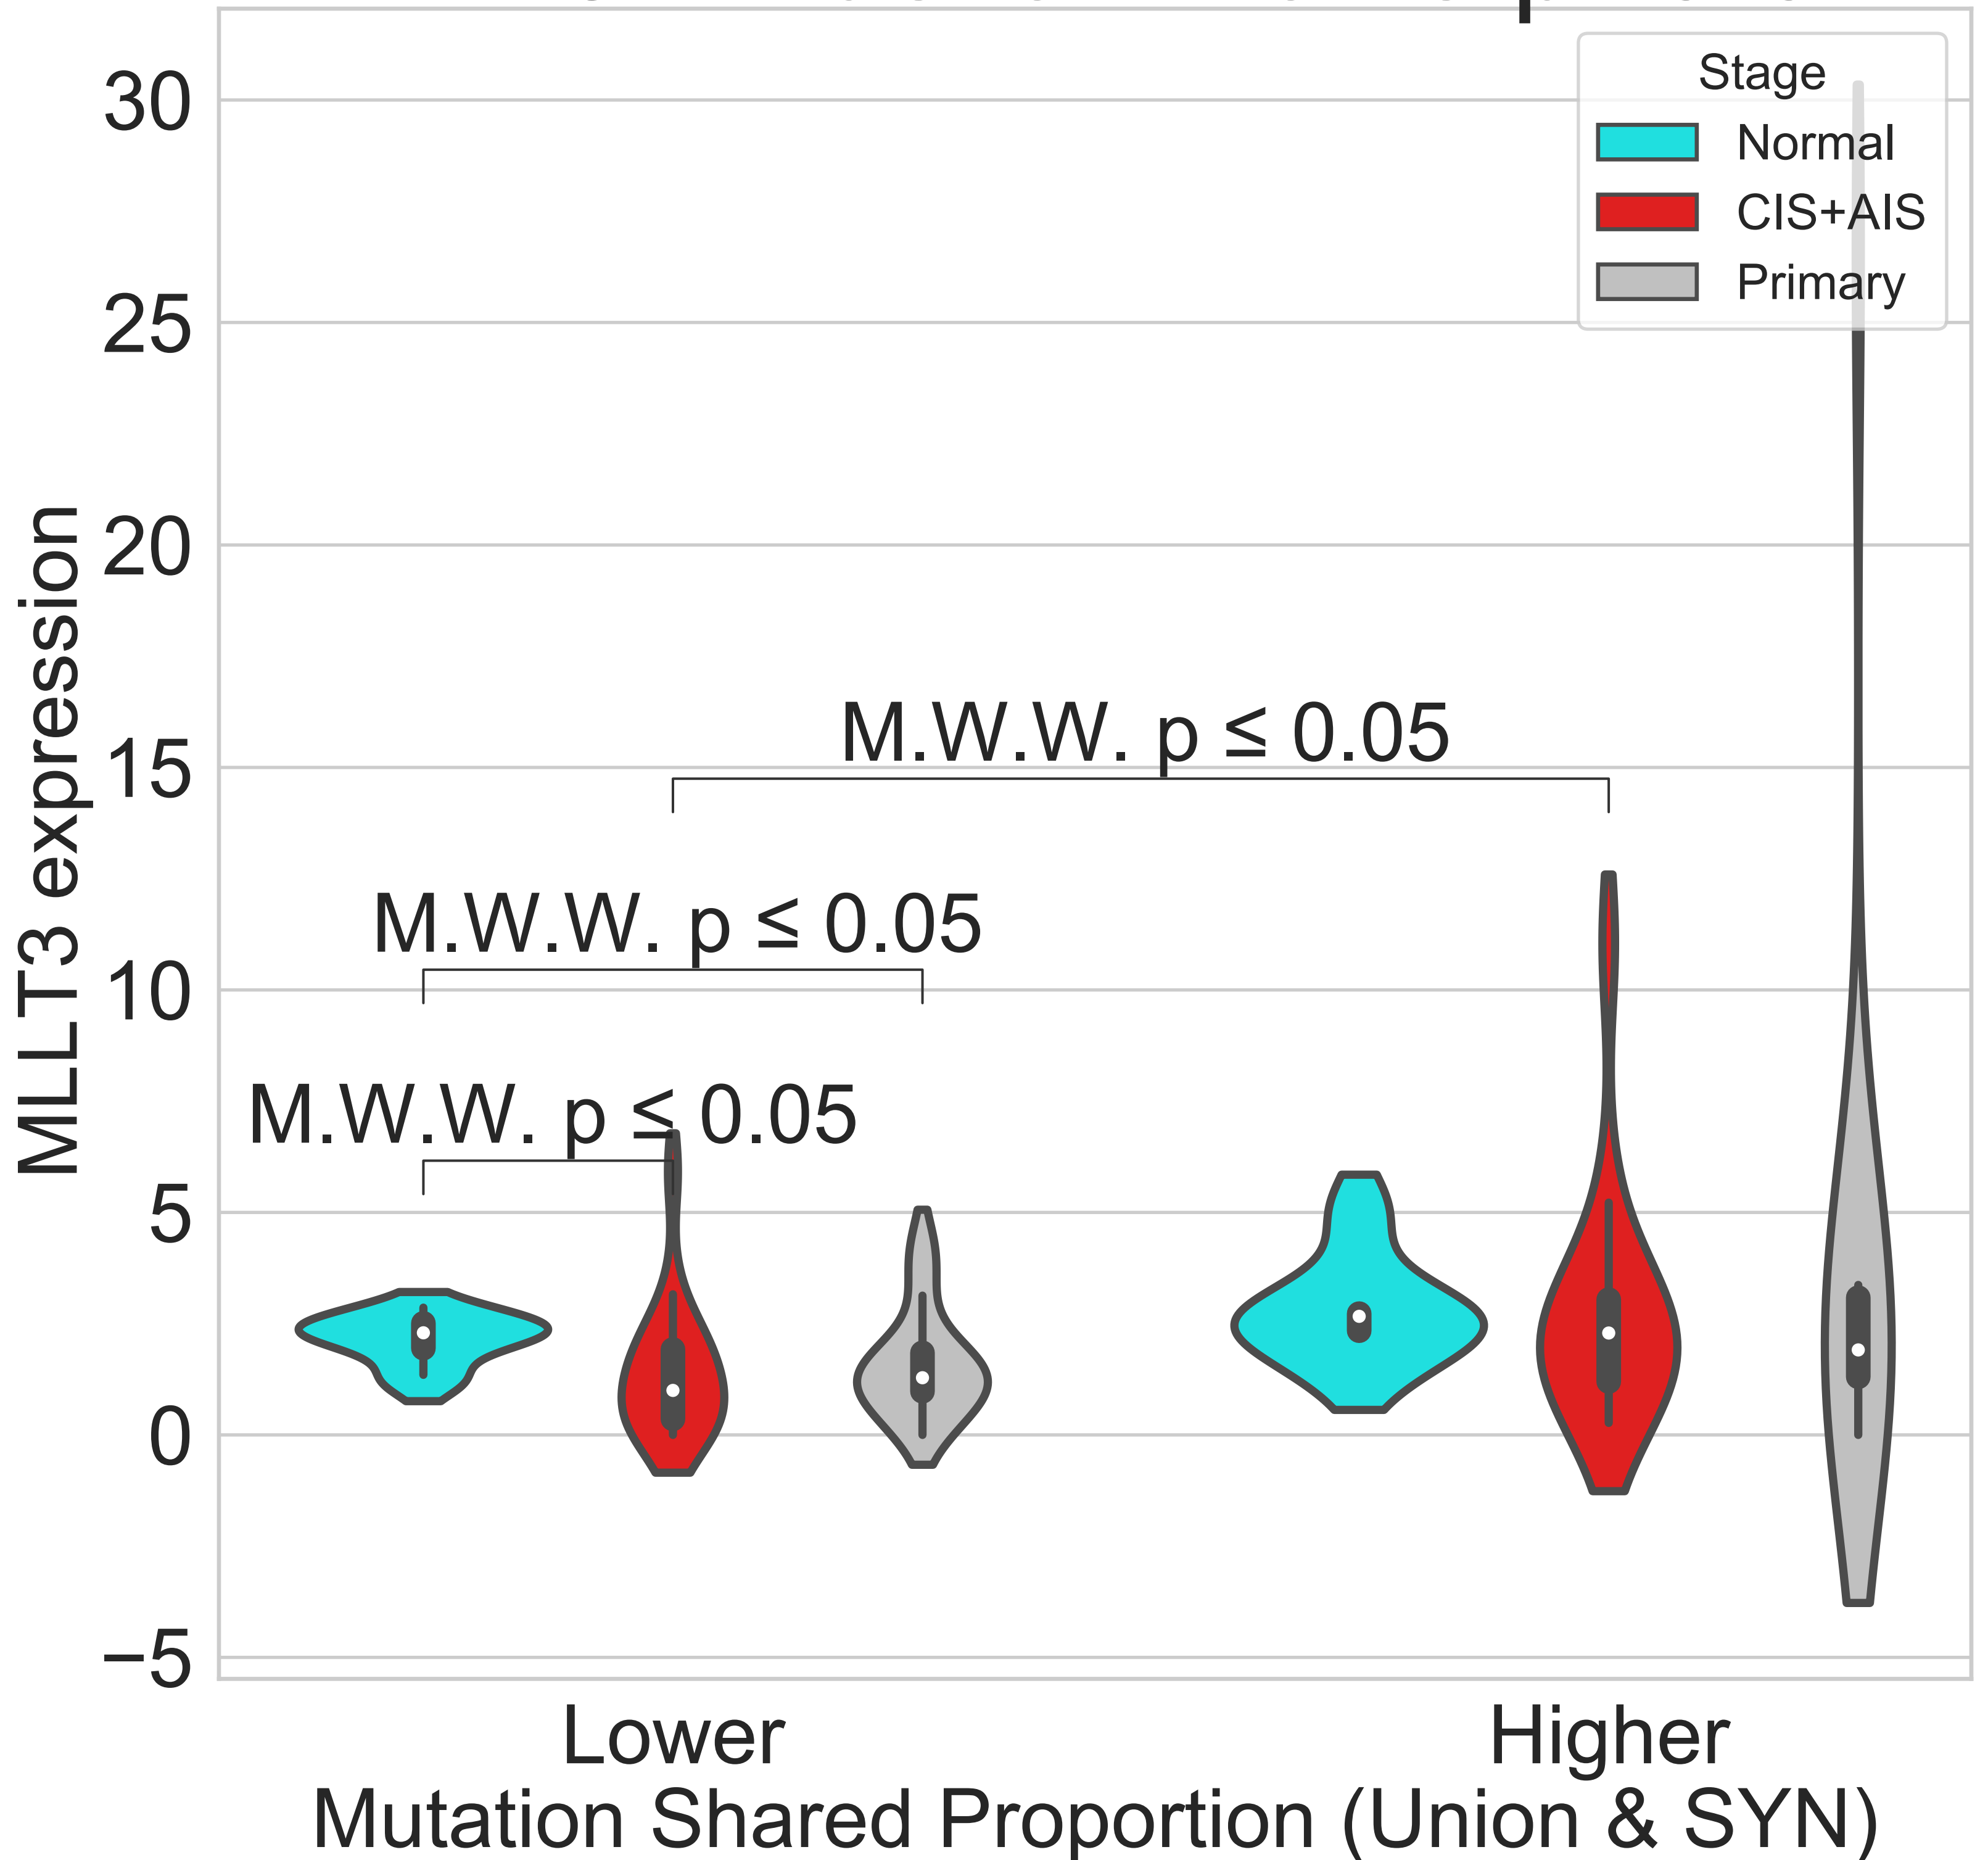 Stage
Normal
CIS+AIS
Primary
30
25
20
15
10
5
0
−5
MLLT3 expression
M.W.W. p ≤ 0.05
M.W.W. p ≤ 0.05
M.W.W. p ≤ 0.05
Lower
Higher
Mutation Shared Proportion (Union & SYN)